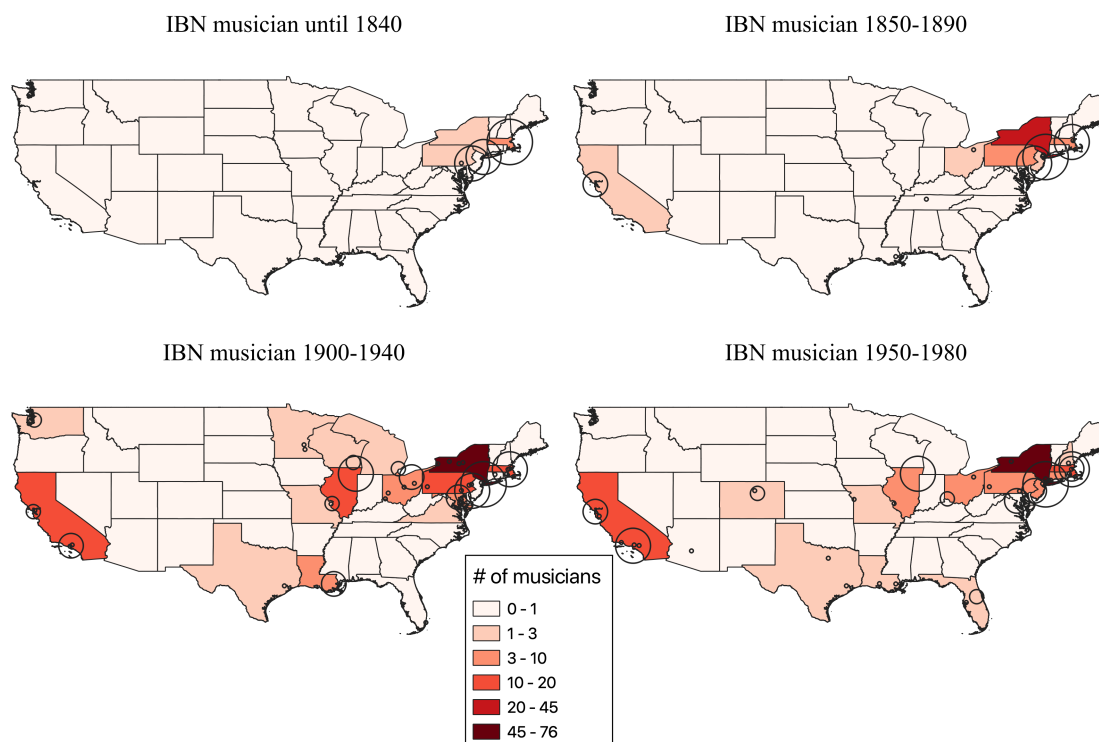 IBN musician until 1840
IBN musician 1850-1890
IBN musician 1900-1940
IBN musician 1950-1980
# of musicians
0 - 1
1 - 3
3 - 10
10 - 20
20 - 45
45 - 76